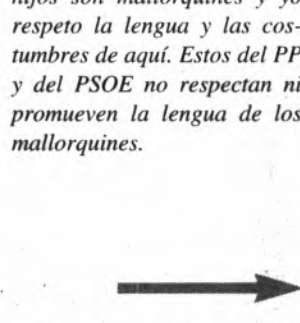 hijos son mallorquines y yo
respeto la lengua y las cos-
tumbres de aquí. Estos del PP
y del PSOE no respectan ni
promueven la lengua de los
mallorquines.